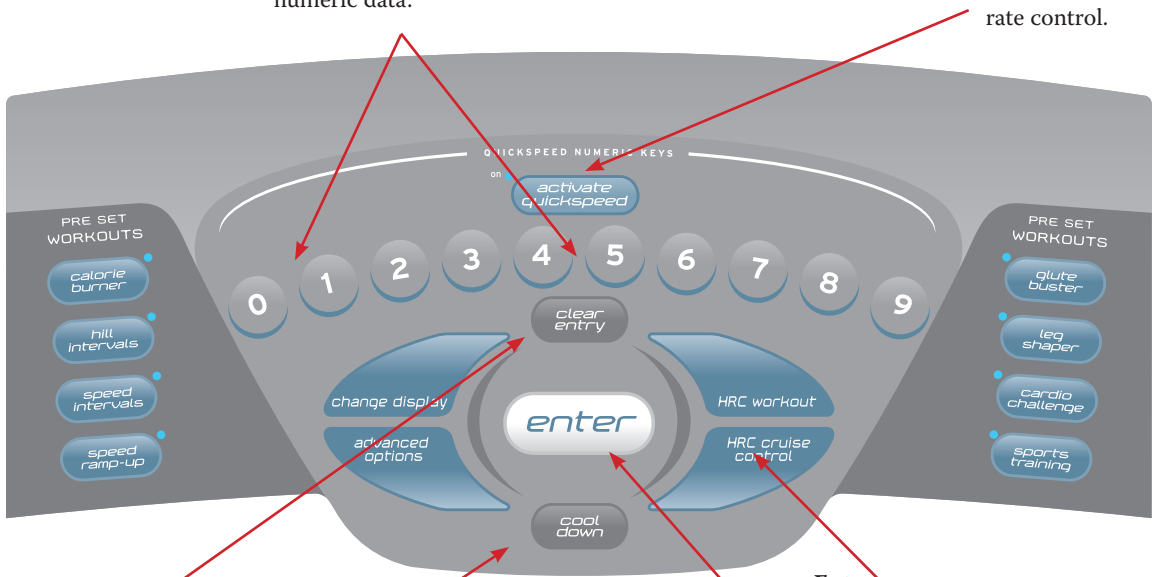 numeric data.
rate control.
QUICKSPEED NUMERIC KEYS
on
activate
quickspeed
PRE SET
WORKOUTS
calorie
burner
hill
intervals
speed
intervals
speed
ramp-up
0 1 2 3 4 5 6 7 8 9
clear
entry
change display
HRC workout
enter
advanced
options
HRC cruise
control
cool
down
PRE SET
WORKOUTS
glute
buster
leg
shaper
cardio
challenge
sports
training